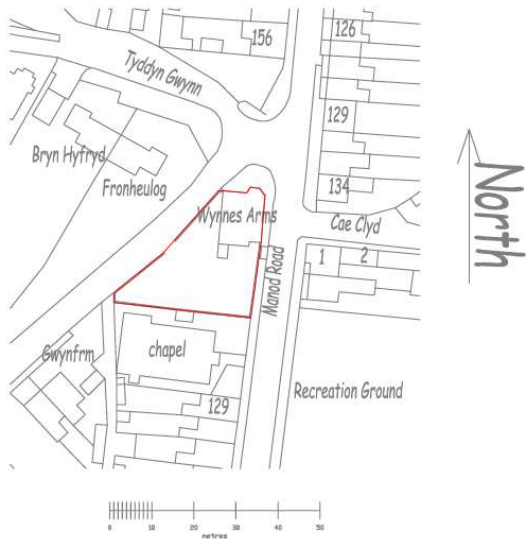 156
126
Tyddyn Gwynn
129
Bryn Hyfryd
Fronheulog
134
North
Wynnes Arms
Cae Clyd
1
2
Manod Road
Gwynfrm
chapel
129
Recreation Ground
0 10 20 30 40 50
metres